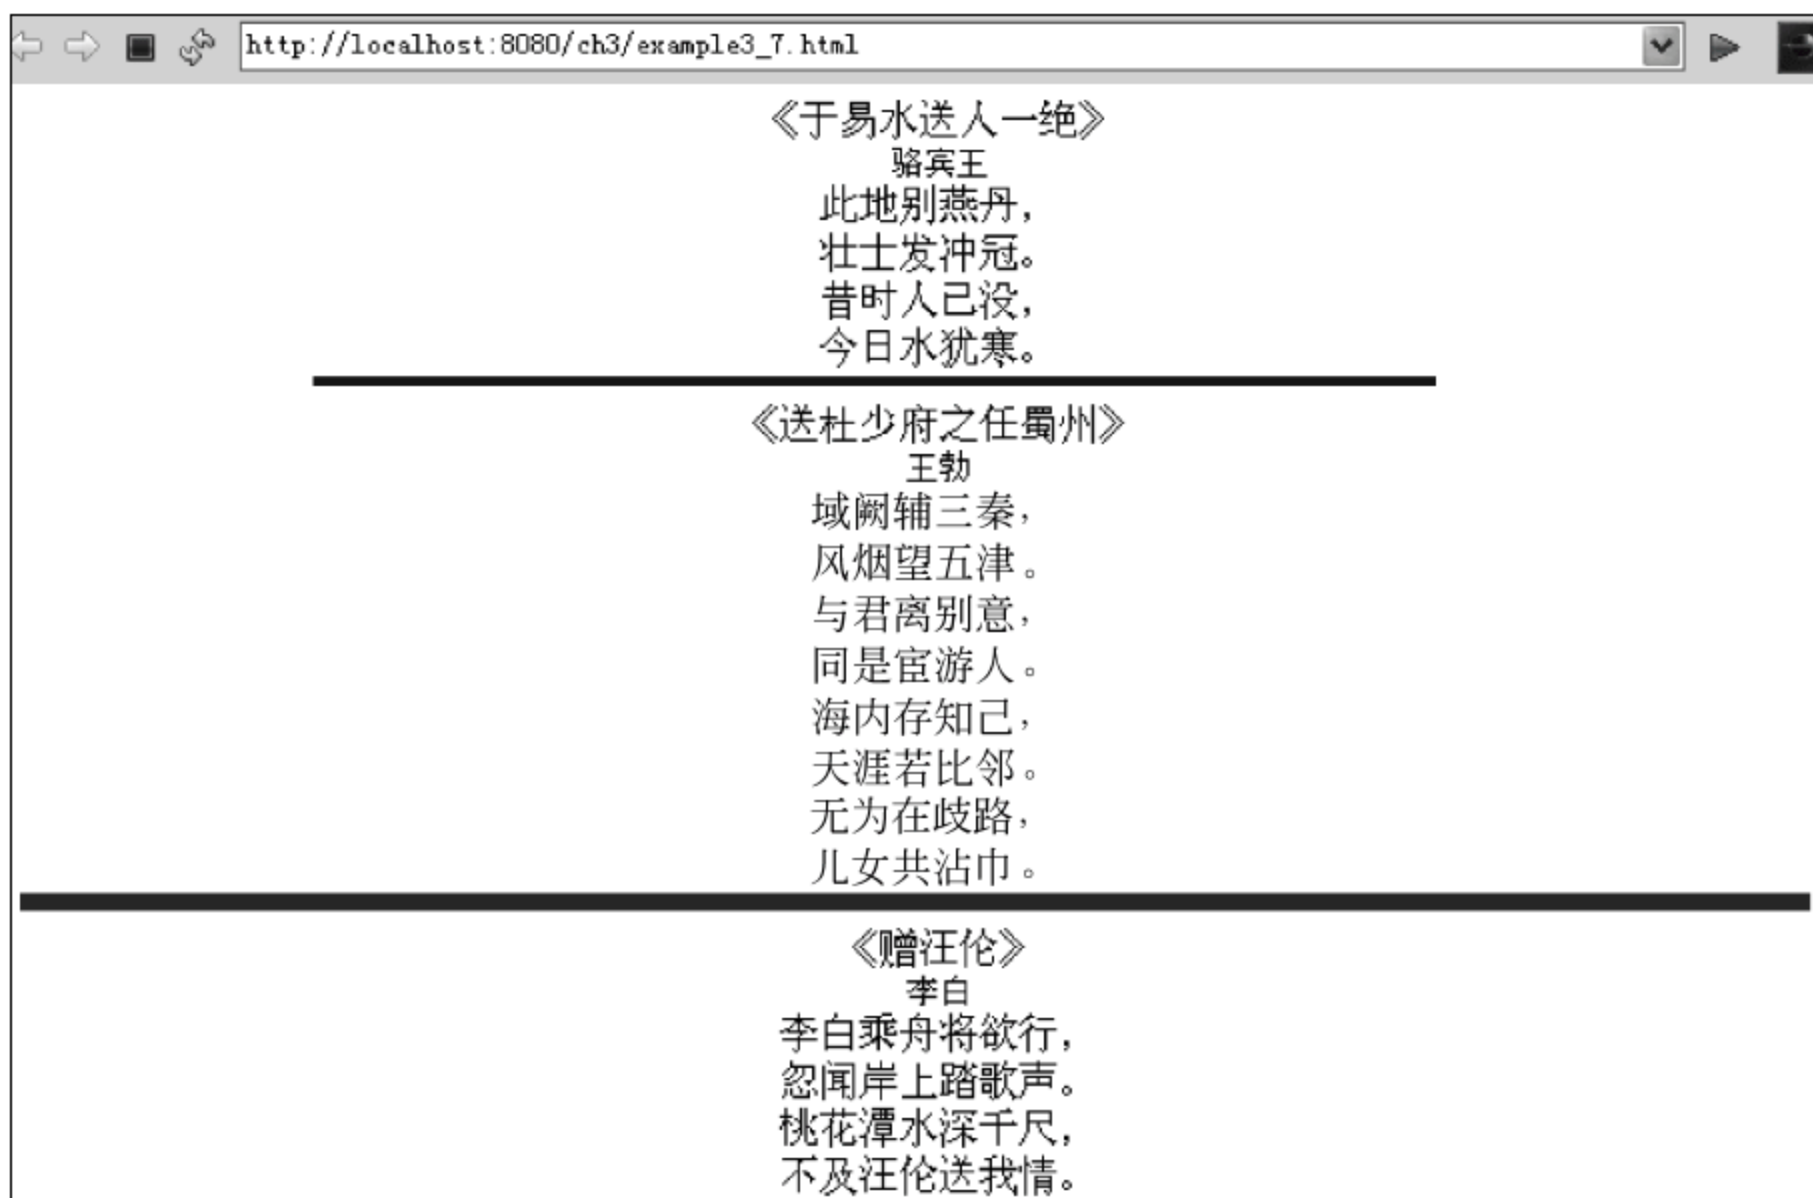 http://localhost:8080/ch3/example3_7.html
《于易水送人一绝》
骆宾王
此地别燕丹，
壮士发冲冠。
昔时人已没，
今日水犹寒。
《送杜少府之任蜀州》
王勃
域阙辅三秦，
风烟望五津。
与君离别意，
同是宦游人。
海内存知己，
天涯若比邻。
无为在歧路，
儿女共沾巾。
《赠汪伦》
李白
李白乘舟将欲行，
忽闻岸上踏歌声。
桃花潭水深千尺，
不及汪伦送我情。